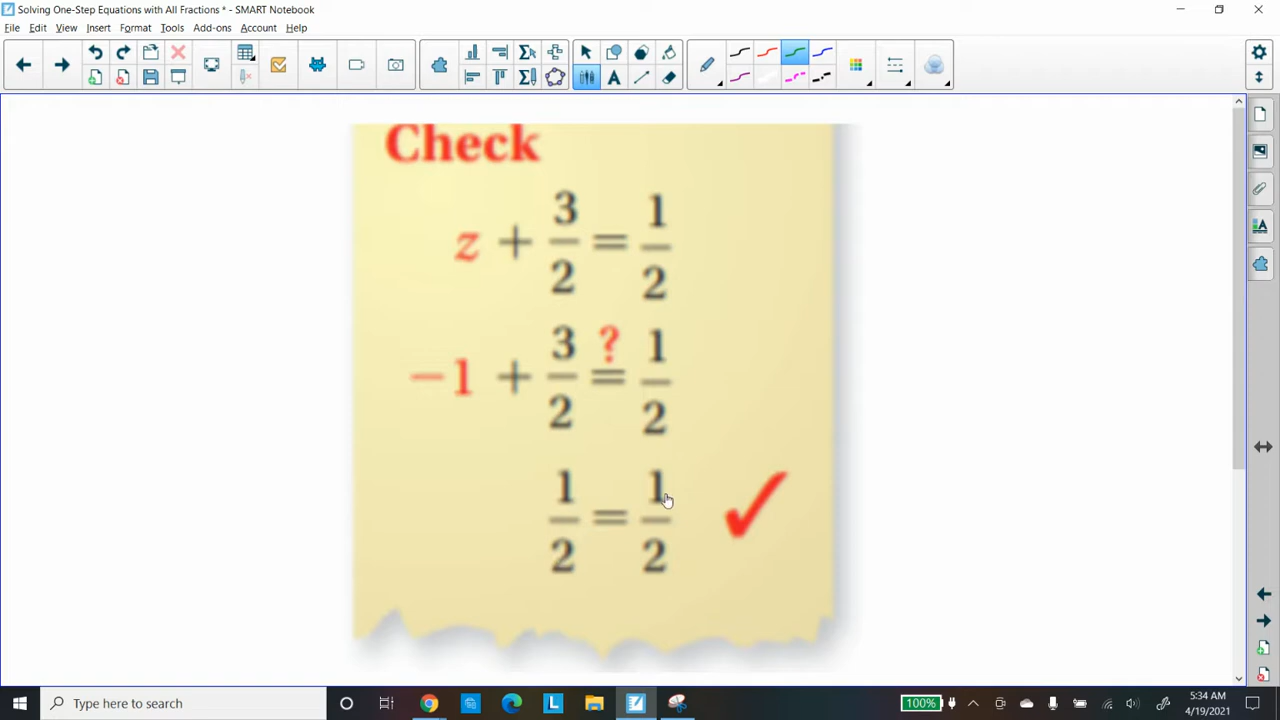 Solving One-Step Equations with All Fractions * - SMART Notebook
File Edit View Insert Format Tools Add-ons Account Help
Check
z + 3/2 = 1/2
−1 + 3/2 ?= 1/2
1/2 = 1/2 ✓
Type here to search
100%
5:34 AM
4/19/2021